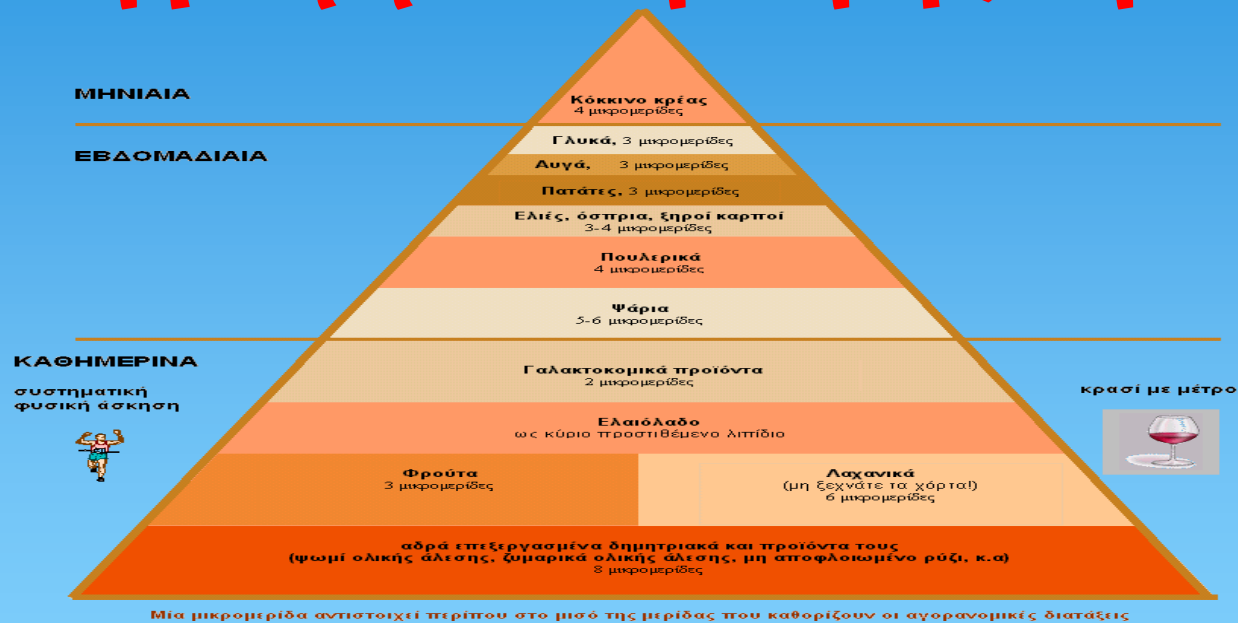 ΜΗΝΙΑΙΑ
Κόκκινο κρέας
4 μικρομερίδες
ΕΒΔΟΜΑΔΙΑΙΑ
Γλυκά, 3 μικρομερίδες
Αυγά, 3 μικρομερίδες
Πατάτες, 3 μικρομερίδες
Ελιές, όσπρια, ξηροί καρποί
3-4 μικρομερίδες
Πουλερικά
4 μικρομερίδες
Ψάρια
5-6 μικρομερίδες
ΚΑΘΗΜΕΡΙΝΑ
συστηματική
φυσική άσκηση
Γαλακτοκομικά προϊόντα
2 μικρομερίδες
κρασί με μέτρο
Ελαιόλαδο
ως κύριο προστιθέμενο λιπίδιο
Φρούτα
3 μικρομερίδες
Λαχανικά
(μη ξεχνάτε τα χόρτα!)
6 μικρομερίδες
αδρά επεξεργασμένα δημητριακά και προϊόντα τους
(ψωμί ολικής άλεσης, ζυμαρικά ολικής άλεσης, μη αποφλοιωμένο ρύζι, κ.α)
8 μικρομερίδες
Μία μικρομερίδα αντιστοιχεί περίπου στο μισό της μερίδας που καθορίζουν οι αγορανομικές διατάξεις